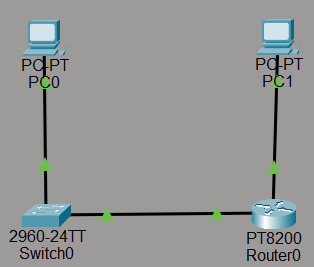 PC-PT
PC0
PC-PT
PC1
2960-24TT
Switch0
PT8200
Router0